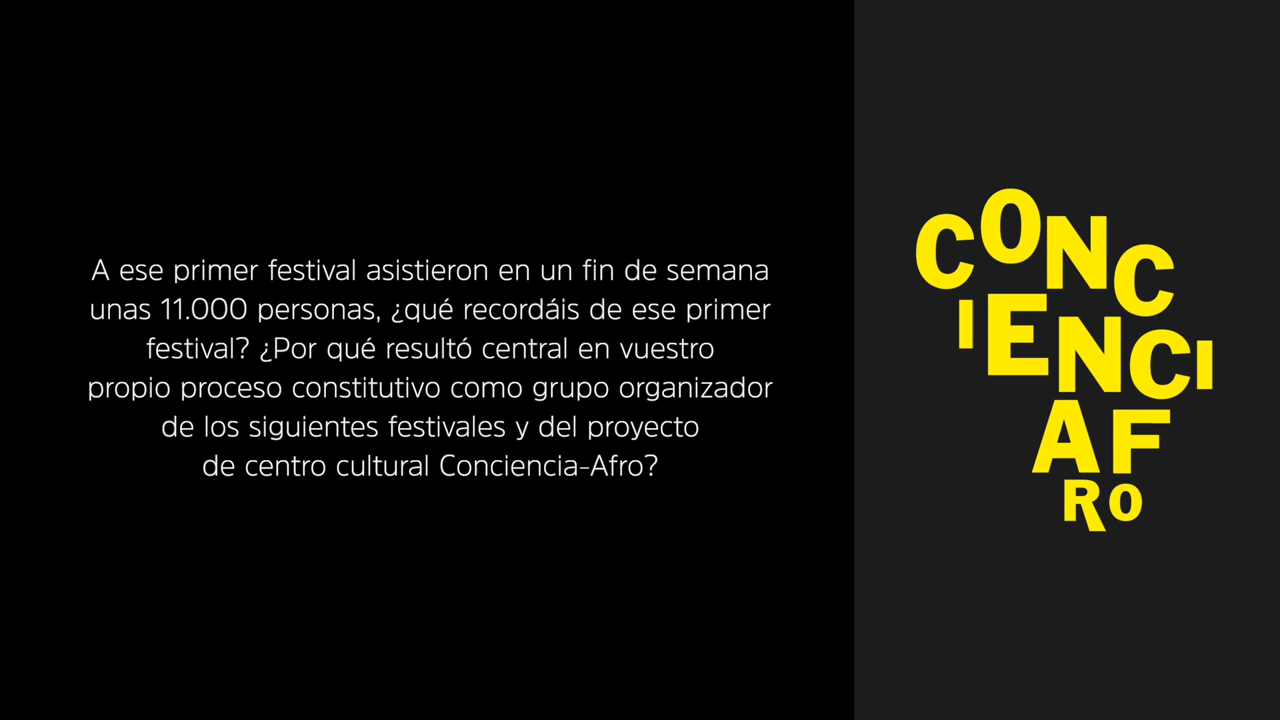 A ese primer festival asistieron en un fin de semana
unas 11.000 personas, ¿qué recordáis de ese primer
festival? ¿Por qué resultó central en vuestro
propio proceso constitutivo como grupo organizador
de los siguientes festivales y del proyecto
de centro cultural Conciencia-Afro?
CONC
IENCI
AF
RO